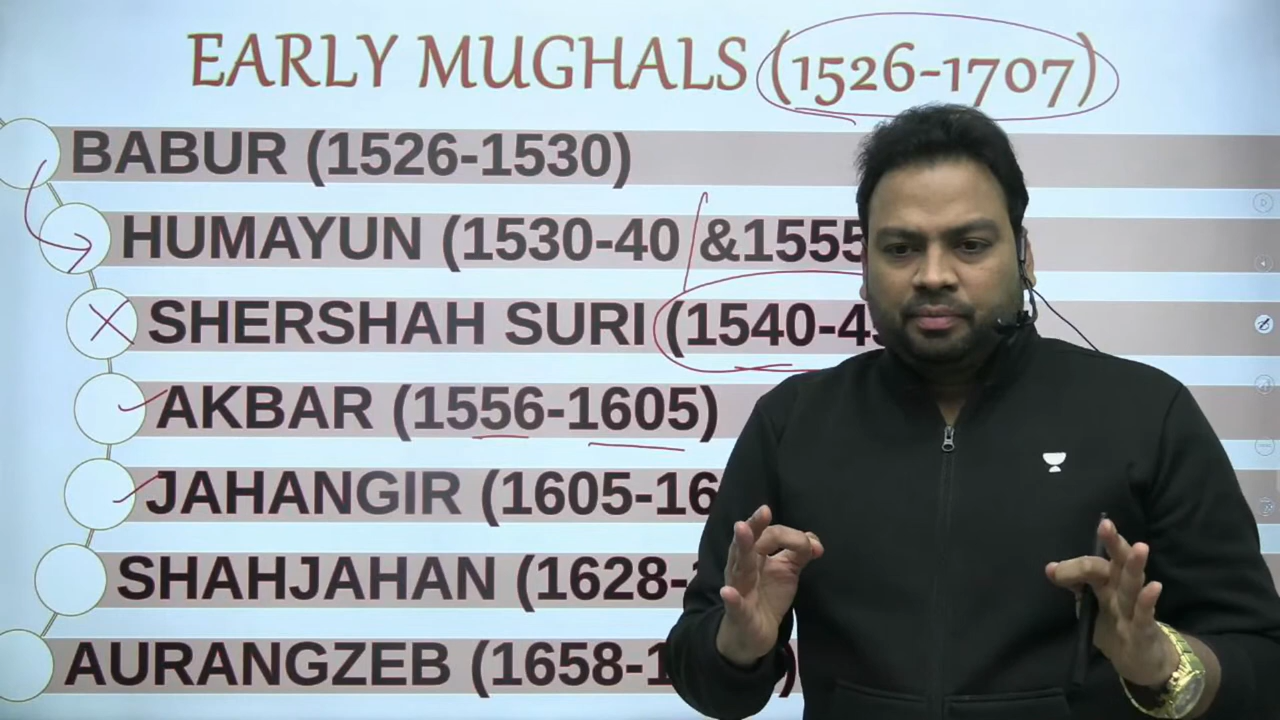 EARLY MUGHALS (1526-1707)
BABUR (1526-1530)
HUMAYUN (1530-40 &1555
SHERSHAH SURI (1540-4
AKBAR (1556-1605)
JAHANGIR (1605-16
SHAHJAHAN (1628-
AURANGZEB (1658-1 )